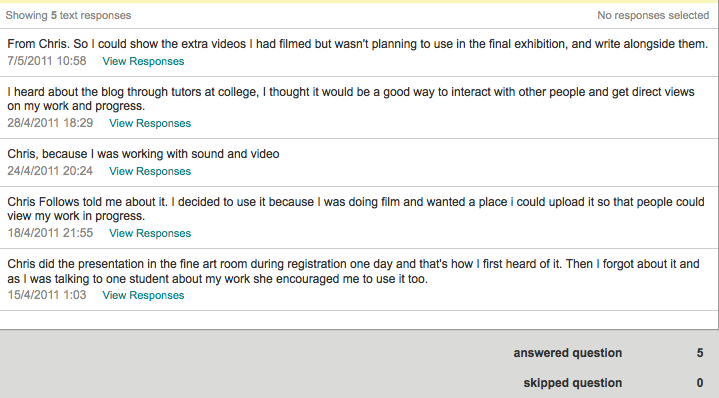 Showing 5 text responses No responses selected
From Chris. So I could show the extra videos I had filmed but wasn't planning to use in the final exhibition, and write alongside them.
7/5/2011 10:58 View Responses
I heard about the blog through tutors at college, I thought it would be a good way to interact with other people and get direct views
on my work and progress.
28/4/2011 18:29 View Responses
Chris, because I was working with sound and video
24/4/2011 20:24 View Responses
Chris Follows told me about it. I decided to use it because I was doing film and wanted a place i could upload it so that people could
view my work in progress.
18/4/2011 21:55 View Responses
Chris did the presentation in the fine art room during registration one day and that's how I first heard of it. Then I forgot about it and
as I was talking to one student about my work she encouraged me to use it too.
15/4/2011 1:03 View Responses
answered question 5
skipped question 0